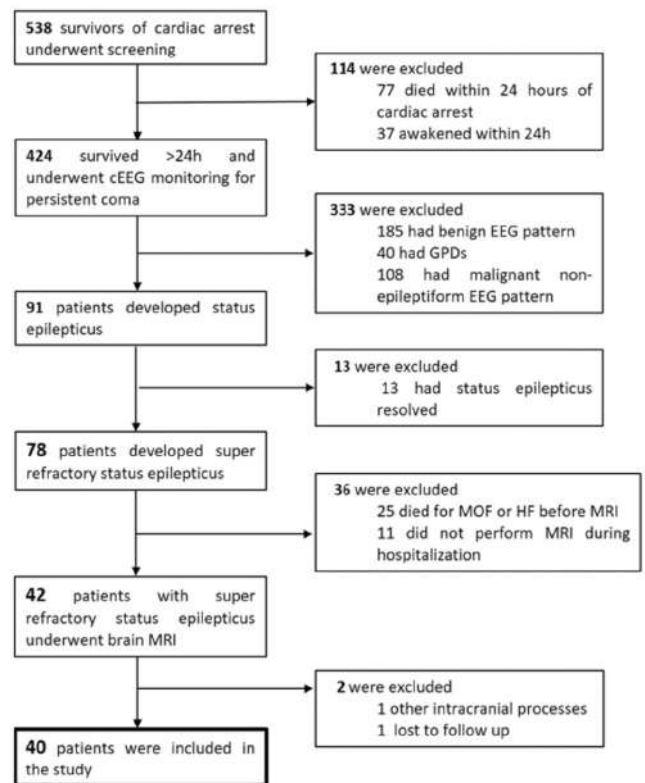 538 survivors of cardiac arrest
underwent screening
114 were excluded
77 died within 24 hours of
cardiac arrest
37 awakened within 24h
424 survived >24h and
underwent cEEG monitoring for
persistent coma
333 were excluded
185 had benign EEG pattern
40 had GPDs
108 had malignant non-
epileptiform EEG pattern
91 patients developed status
epilepticus
13 were excluded
13 had status epilepticus
resolved
78 patients developed super
refractory status epilepticus
36 were excluded
25 died for MOF or HF before MRI
11 did not perform MRI during
hospitalization
42 patients with super
refractory status epilepticus
underwent brain MRI
2 were excluded
1 other intracranial processes
1 lost to follow up
40 patients were included in
the study